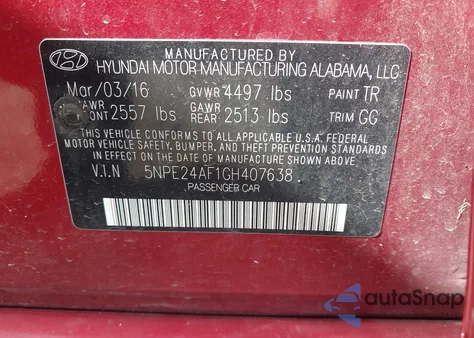 MANUFACTURED BY
HYUNDAI MOTOR MANUFACTURING ALABAMA, LLC
Mar/03/16 GVWR 4497 lbs PAINT TR
GAWR FRONT 2557 lbs GAWR REAR 2513 lbs TRIM GG
THIS VEHICLE CONFORMS TO ALL APPLICABLE U.S.A. FEDERAL
MOTOR VEHICLE SAFETY, BUMPER, AND THEFT PREVENTION STANDARDS
IN EFFECT ON THE DATE OF MANUFACTURE SHOWN ABOVE.
V.I.N 5NPE24AF1GH407638
PASSENGER CAR
autoSnap